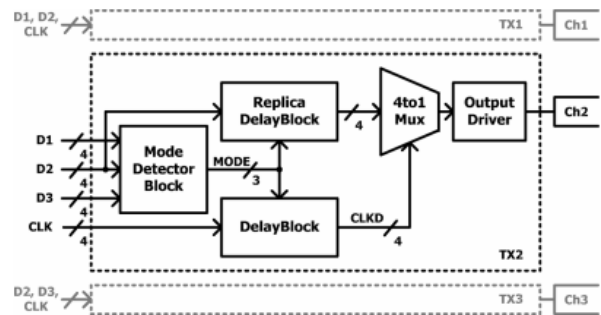 D1, D2,
CLK
TX1
Ch1
Replica
DelayBlock
4
4to1
Mux
Output
Driver
Ch2
D1
4
D2
4
D3
4
Mode
Detector
Block
MODE
3
CLK
4
DelayBlock
CLKD
4
TX2
D2, D3,
CLK
TX3
Ch3